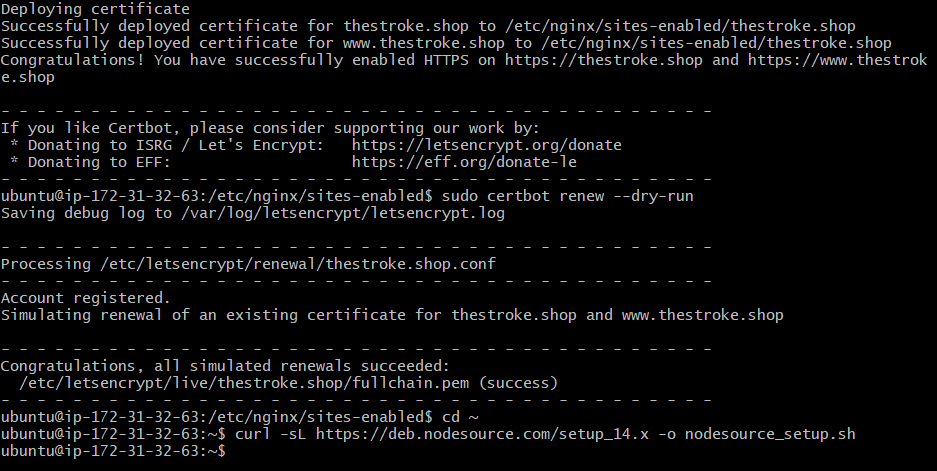 Deploying certificate
Successfully deployed certificate for thestroke.shop to /etc/nginx/sites-enabled/thestroke.shop
Successfully deployed certificate for www.thestroke.shop to /etc/nginx/sites-enabled/thestroke.shop
Congratulations! You have successfully enabled HTTPS on https://thestroke.shop and https://www.thestrok
e.shop
- - - - - - - - - - - - - - - - - - - - - - - - - - - - - - - - - - - - - - - -
If you like Certbot, please consider supporting our work by:
 * Donating to ISRG / Let's Encrypt:   https://letsencrypt.org/donate
 * Donating to EFF:                    https://eff.org/donate-le
- - - - - - - - - - - - - - - - - - - - - - - - - - - - - - - - - - - - - - - -
ubuntu@ip-172-31-32-63:/etc/nginx/sites-enabled$ sudo certbot renew --dry-run
Saving debug log to /var/log/letsencrypt/letsencrypt.log
- - - - - - - - - - - - - - - - - - - - - - - - - - - - - - - - - - - - - - - -
Processing /etc/letsencrypt/renewal/thestroke.shop.conf
- - - - - - - - - - - - - - - - - - - - - - - - - - - - - - - - - - - - - - - -
Account registered.
Simulating renewal of an existing certificate for thestroke.shop and www.thestroke.shop
- - - - - - - - - - - - - - - - - - - - - - - - - - - - - - - - - - - - - - - -
Congratulations, all simulated renewals succeeded:
  /etc/letsencrypt/live/thestroke.shop/fullchain.pem (success)
- - - - - - - - - - - - - - - - - - - - - - - - - - - - - - - - - - - - - - - -
ubuntu@ip-172-31-32-63:/etc/nginx/sites-enabled$ cd ~
ubuntu@ip-172-31-32-63:~$ curl -sL https://deb.nodesource.com/setup_14.x -o nodesource_setup.sh
ubuntu@ip-172-31-32-63:~$